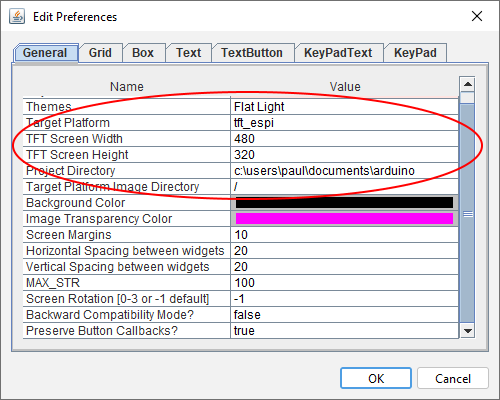 Edit Preferences
General Grid Box Text TextButton KeyPadText KeyPad
Name Value
Themes Flat Light
Target Platform tft_espi
TFT Screen Width 480
TFT Screen Height 320
Project Directory c:\users\paul\documents\arduino
Target Platform Image Directory /
Background Color
Image Transparency Color
Screen Margins 10
Horizontal Spacing between widgets 20
Vertical Spacing between widgets 20
MAX_STR 100
Screen Rotation [0-3 or -1 default] -1
Backward Compatibility Mode? false
Preserve Button Callbacks? true
OK Cancel